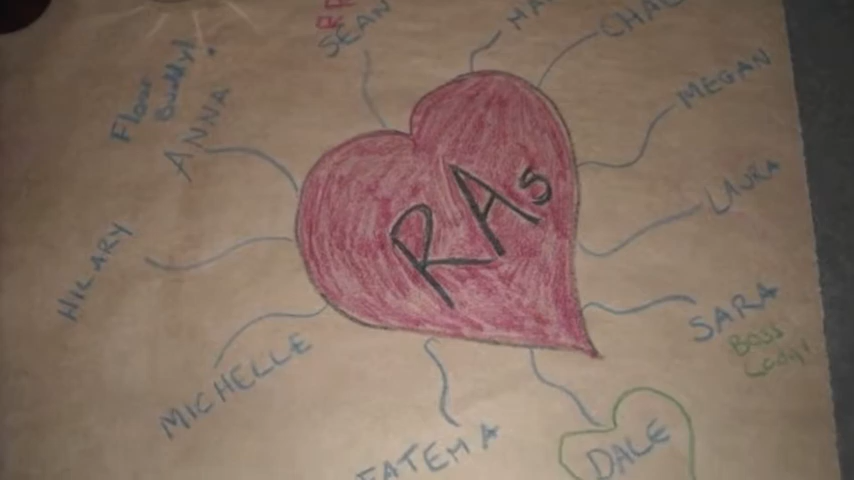 SEAN
MEGAN
Floor
Buddy!
ANNA
LAURA
RAs
HILARY
SARA
BOSS
MICHELLE
DALE
FATEMA